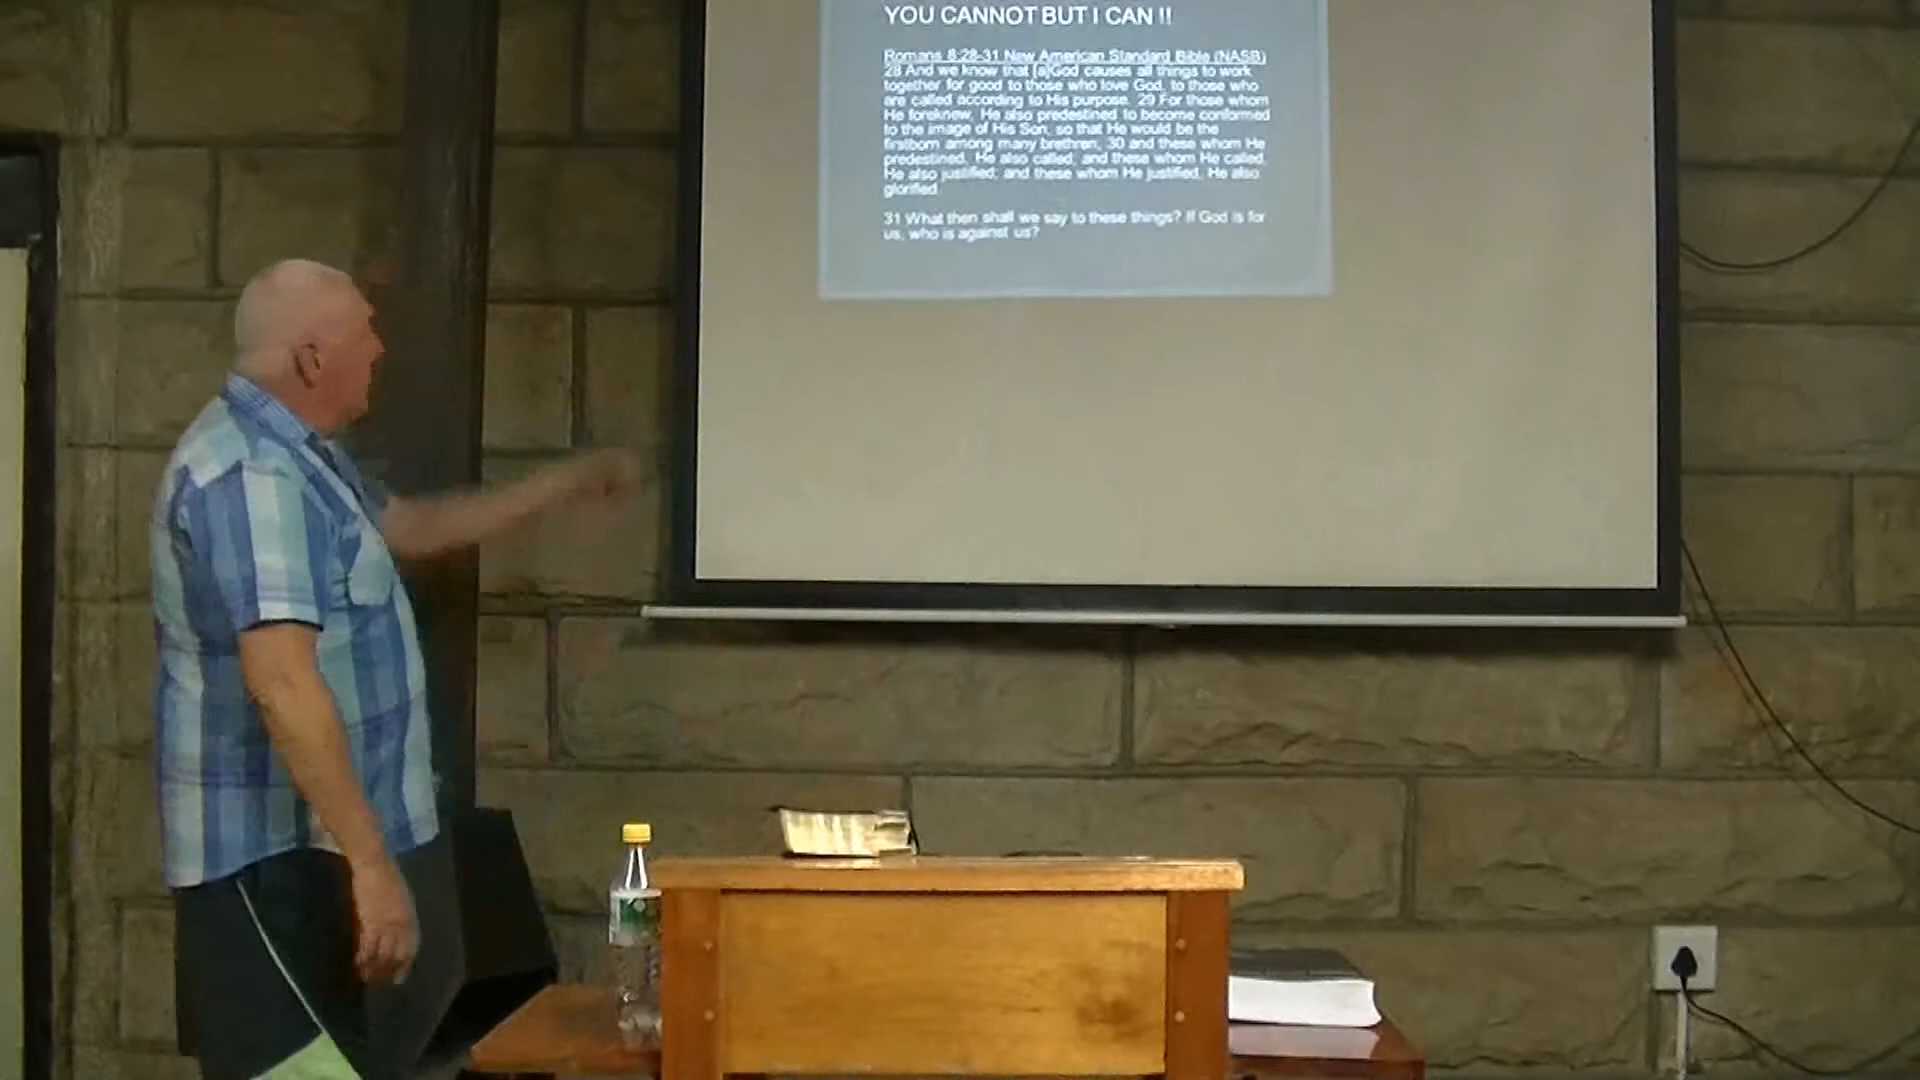 YOU CANNOT BUT I CAN !!
Romans 8:28-31 New American Standard Bible (NASB)
28 And we know that [a]God causes all things to work
together for good to those who love God, to those who
are called according to His purpose. 29 For those whom
He foreknew, He also predestined to become conformed
to the image of His Son, so that He would be the
firstborn among many brethren; 30 and these whom He
predestined, He also called; and these whom He called,
He also justified; and these whom He justified, He also
glorified.
31 What then shall we say to these things? If God is for
us, who is against us?